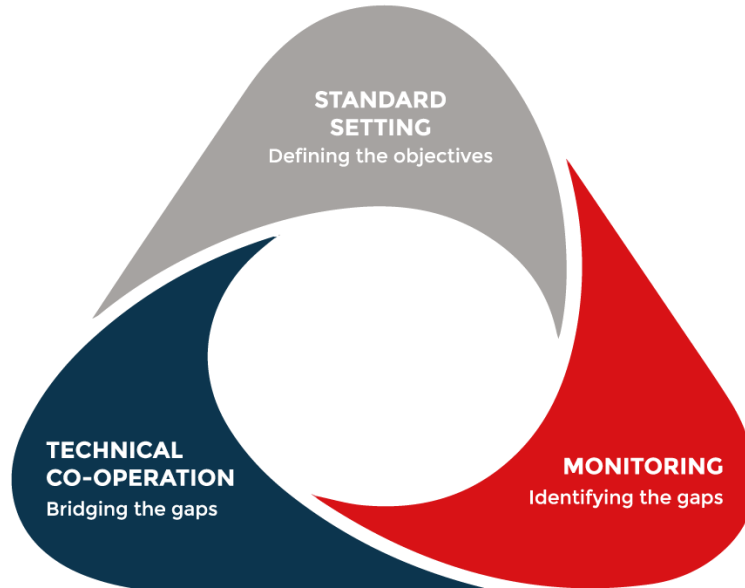 STANDARD
SETTING
Defining the objectives
TECHNICAL
CO-OPERATION
Bridging the gaps
MONITORING
Identifying the gaps